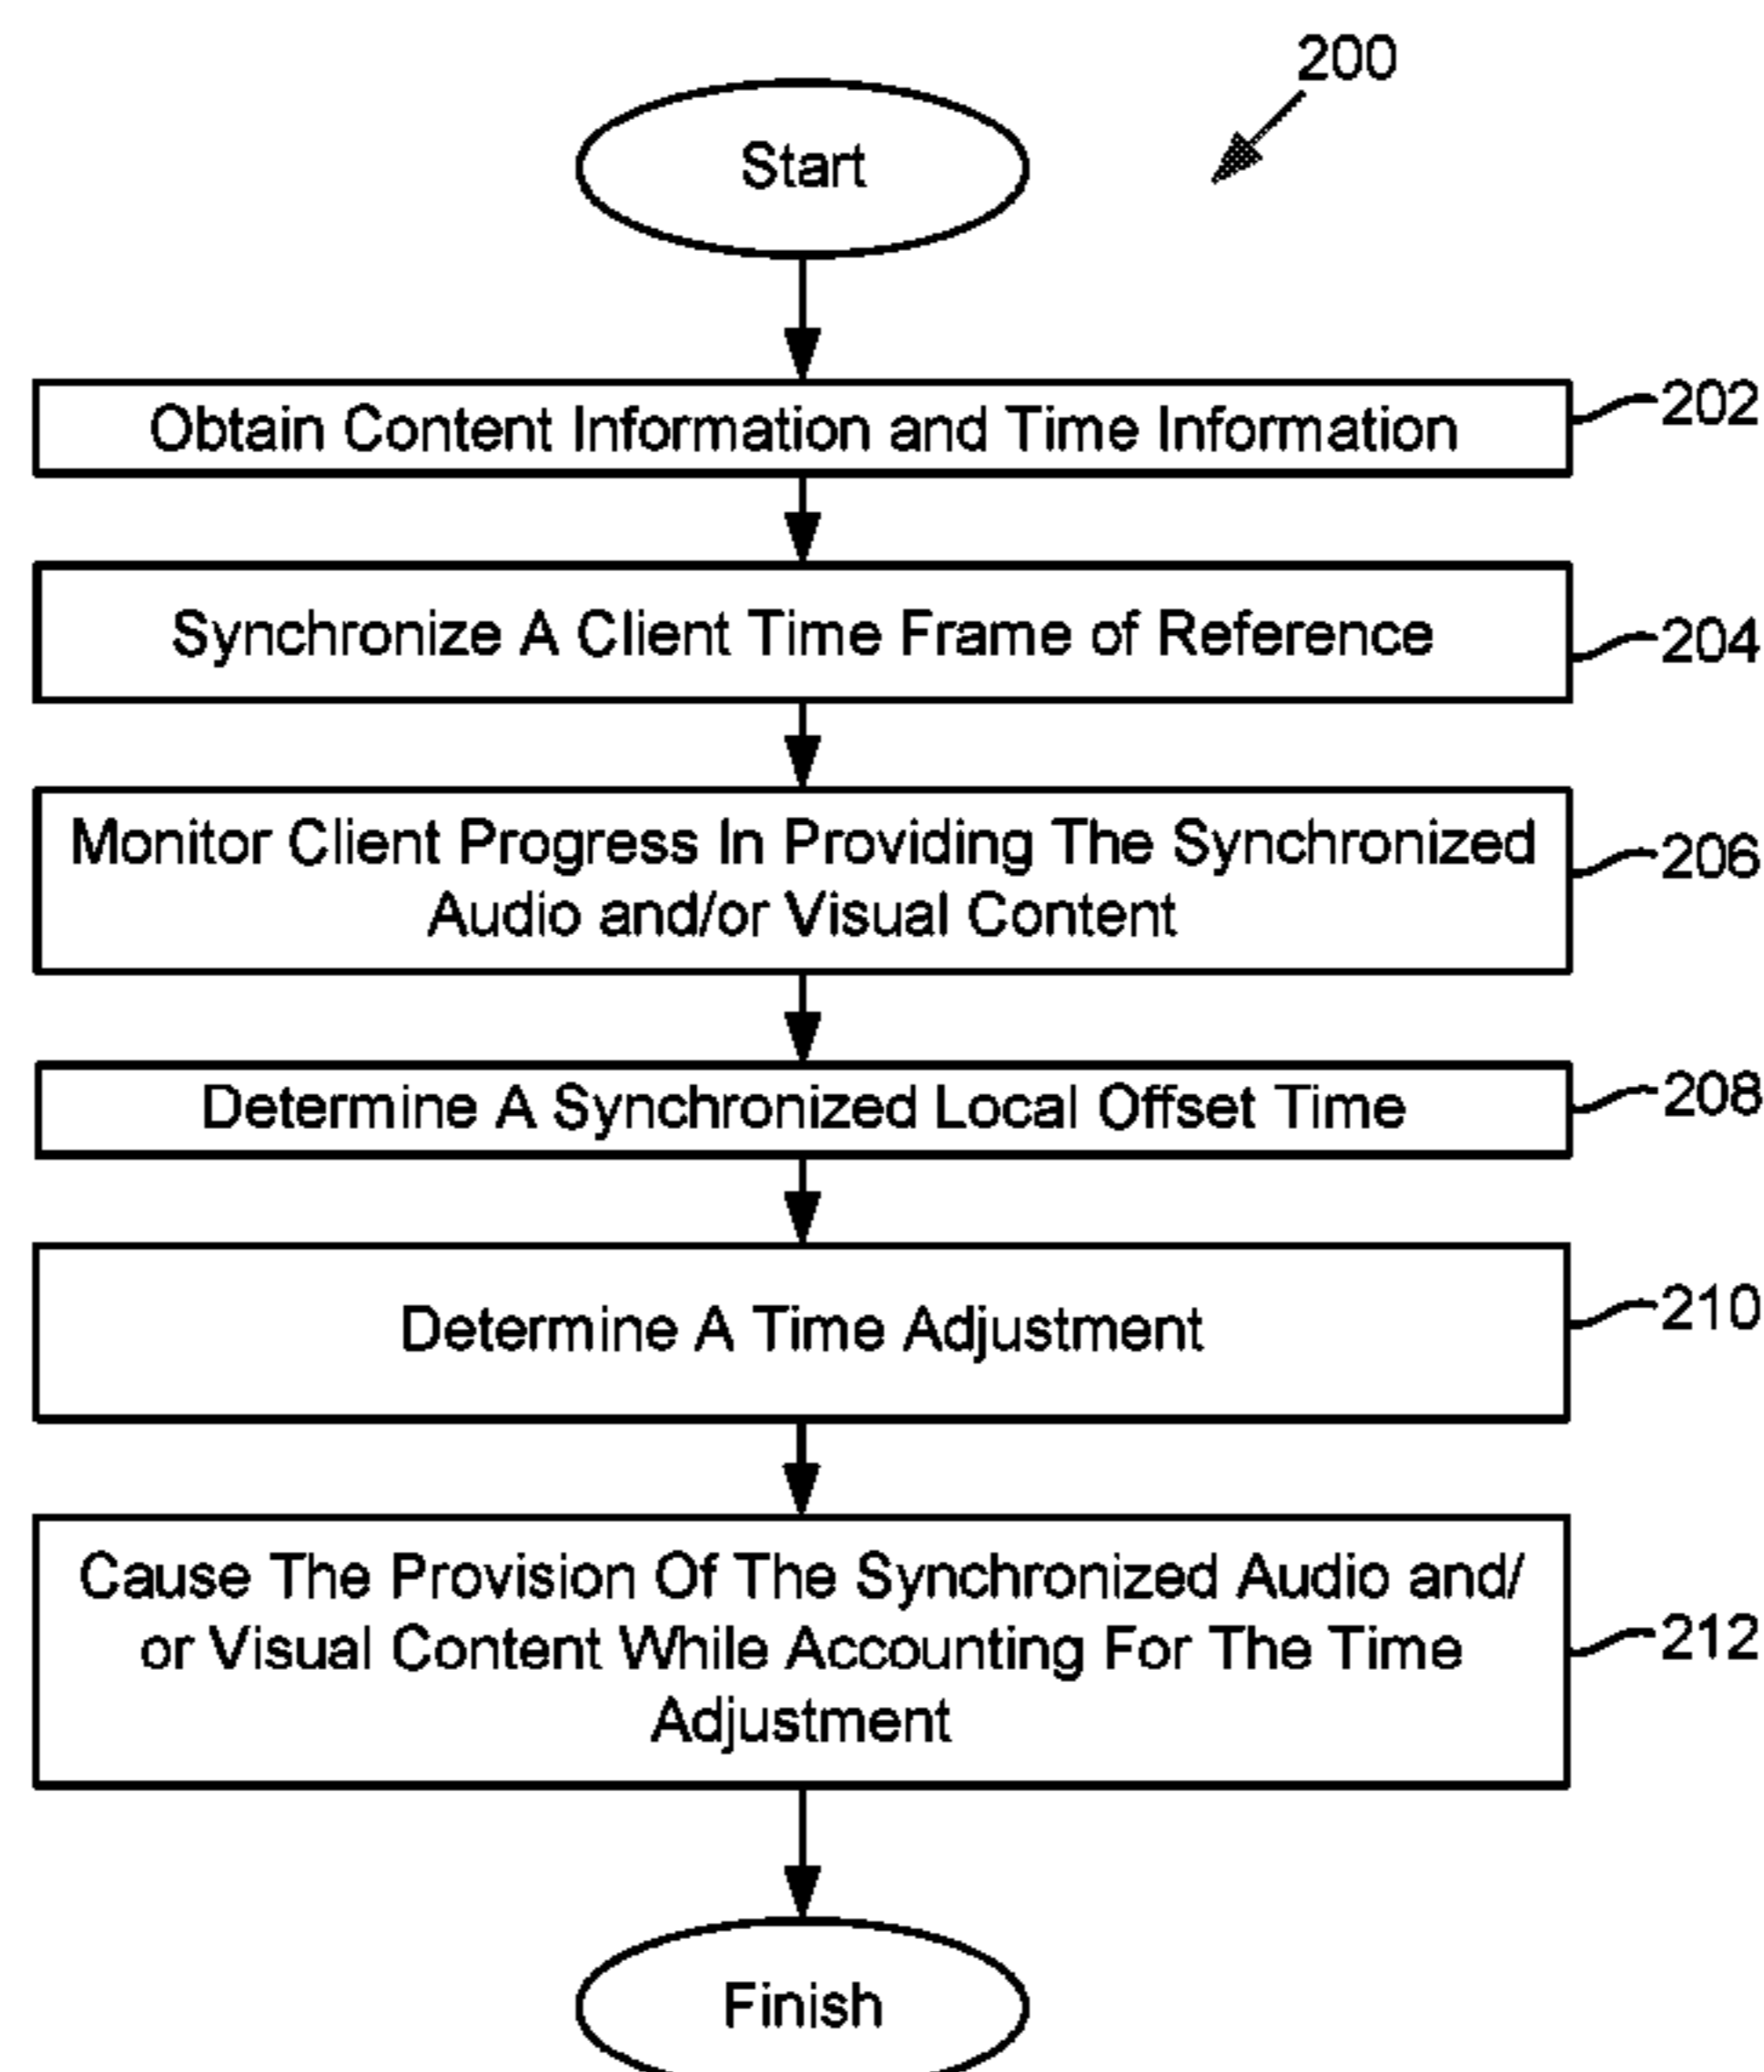 200
Start
Obtain Content Information and Time Information
202
Synchronize A Client Time Frame of Reference
204
Monitor Client Progress In Providing The Synchronized
Audio and/or Visual Content
206
Determine A Synchronized Local Offset Time
208
Determine A Time Adjustment
210
Cause The Provision Of The Synchronized Audio and/
or Visual Content While Accounting For The Time
Adjustment
212
Finish